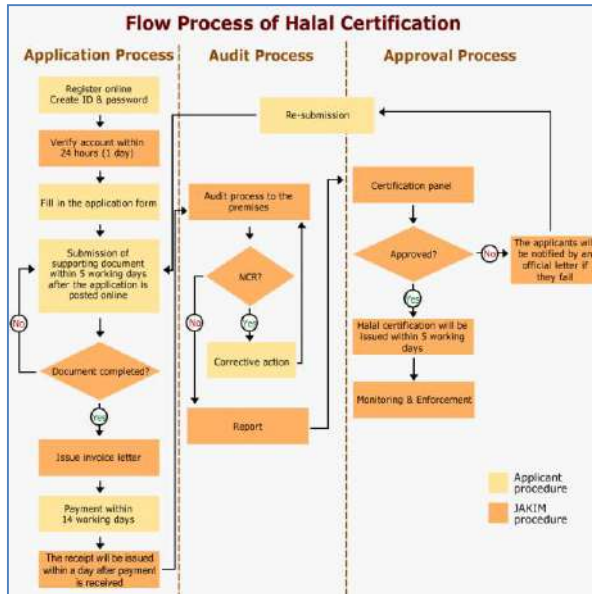 Flow Process of Halal Certification
Application Process
Register online
Create ID & password
Verify account within
24 hours (1 day)
Fill in the application form
Submission of
supporting document
within 5 working days
after the application is
posted online
No
Document completed?
Yes
Issue invoice letter
Payment within
14 working days
The receipt will be issued
within a day after payment
is received
Audit Process
Audit process to the
premises
NCR?
No
Yes
Corrective action
Report
Approval Process
Re-submission
Certification panel
Approved?
No
The applicants will
be notified by an
official letter if
they fail
Yes
Halal certification will be
issued within 5 working
days
Monitoring & Enforcement
Applicant
procedure
JAKIM
procedure